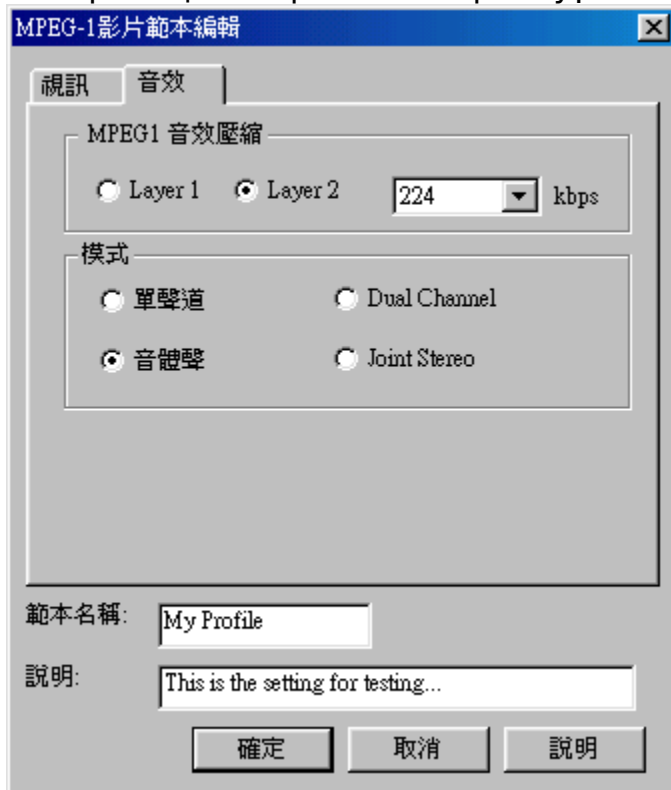 MPEG-1影片範本編輯
視訊 音效
MPEG1 音效壓縮
Layer 1 Layer 2 224 kbps
模式
單聲道 Dual Channel
音體聲 Joint Stereo
範本名稱: My Profile
說明: This is the setting for testing...
確定 取消 說明